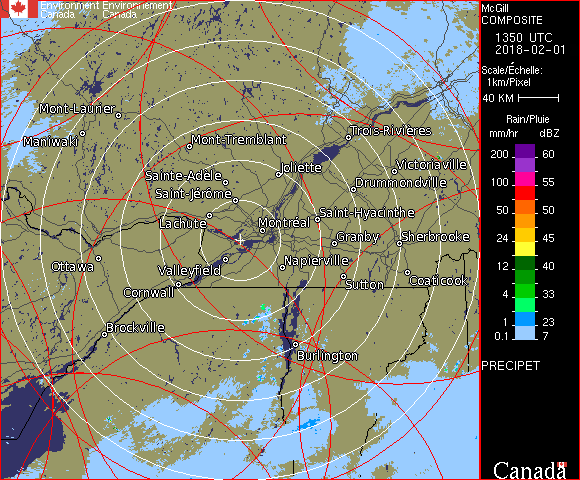 Environment Environnement
Canada Canada
Mont-Laurier
Maniwaki
Mont-Tremblant
Trois-Rivières
Sainte-Adèle
Joliette
Victoriaville
Saint-Jérôme
Drummondville
Lachute
Montréal
Saint-Hyacinthe
Granby
Sherbrooke
Ottawa
Valleyfield
Napierville
Cornwall
Sutton
Coaticook
Brockville
Burlington
McGill
COMPOSITE
1350 UTC
2018-02-01
Scale/Échelle:
1km/Pixel
40 KM
Rain/Pluie
mm/hr dBZ
200 60
100 55
50 50
24 45
12 40
4 33
1 23
0.1 7
PRECIPET
Canada